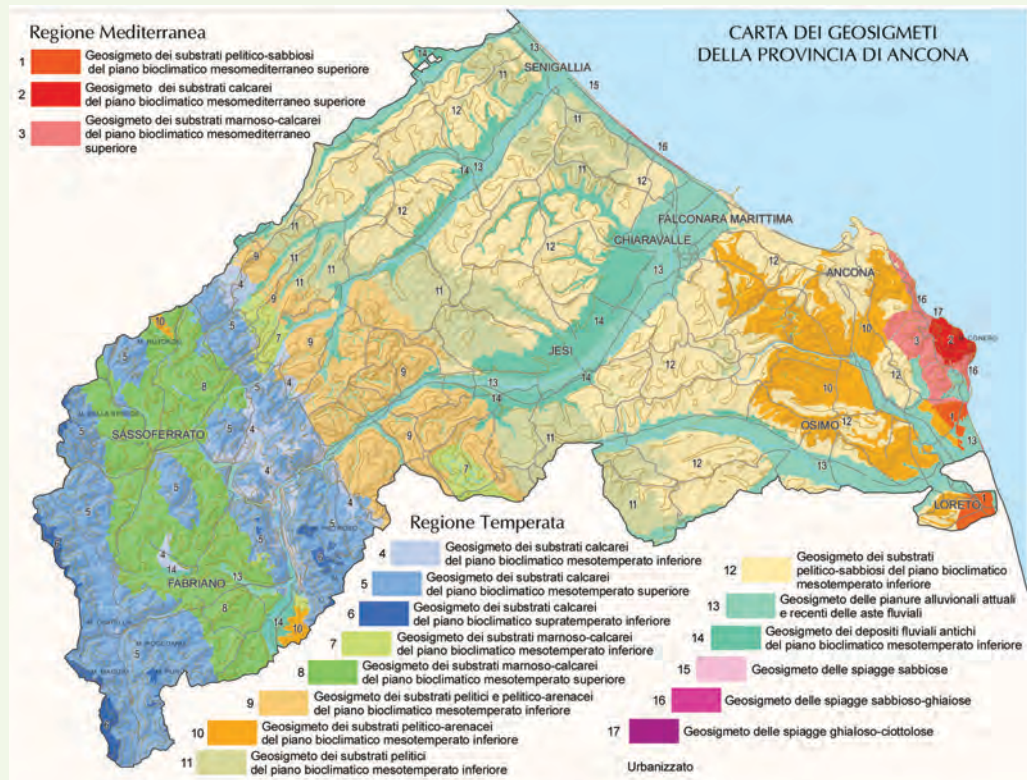 Regione Mediterranea
1 Geosigmeto dei substrati pelitico-sabbiosi
del piano bioclimatico mesomediterraneo superiore
2 Geosigmeto dei substrati calcarei
del piano bioclimatico mesomediterraneo superiore
3 Geosigmeto dei substrati marnoso-calcarei
del piano bioclimatico mesomediterraneo
superiore
CARTA DEI GEOSIGMETI
DELLA PROVINCIA DI ANCONA
SENIGALLIA
FALCONARA MARITTIMA
CHIARAVALLE
ANCONA
CONERO
JESI
OSIMO
LORETO
SASSOFERRATO
FABRIANO
Regione Temperata
4 Geosigmeto dei substrati calcarei
del piano bioclimatico mesotemperato inferiore
5 Geosigmeto dei substrati calcarei
del piano bioclimatico mesotemperato superiore
6 Geosigmeto dei substrati calcarei
del piano bioclimatico supratemperato inferiore
7 Geosigmeto dei substrati marnoso-calcarei
del piano bioclimatico mesotemperato inferiore
8 Geosigmeto dei substrati marnoso-calcarei
del piano bioclimatico mesotemperato superiore
9 Geosigmeto dei substrati pelitici e pelitico-arenacei
del piano bioclimatico mesotemperato inferiore
10 Geosigmeto dei substrati pelitico-arenacei
del piano bioclimatico mesotemperato inferiore
11 Geosigmeto dei substrati pelitici
del piano bioclimatico mesotemperato inferiore
12 Geosigmeto dei substrati
pelitico-sabbiosi del piano bioclimatico
mesotemperato inferiore
13 Geosigmeto delle pianure alluvionali attuali
e recenti delle aste fluviali
14 Geosigmeto dei depositi fluviali antichi
del piano bioclimatico mesotemperato inferiore
15 Geosigmeto delle spiagge sabbiose
16 Geosigmeto delle spiagge sabbioso-ghiaiose
17 Geosigmeto delle spiagge ghialoso-ciottolose
Urbanizzato